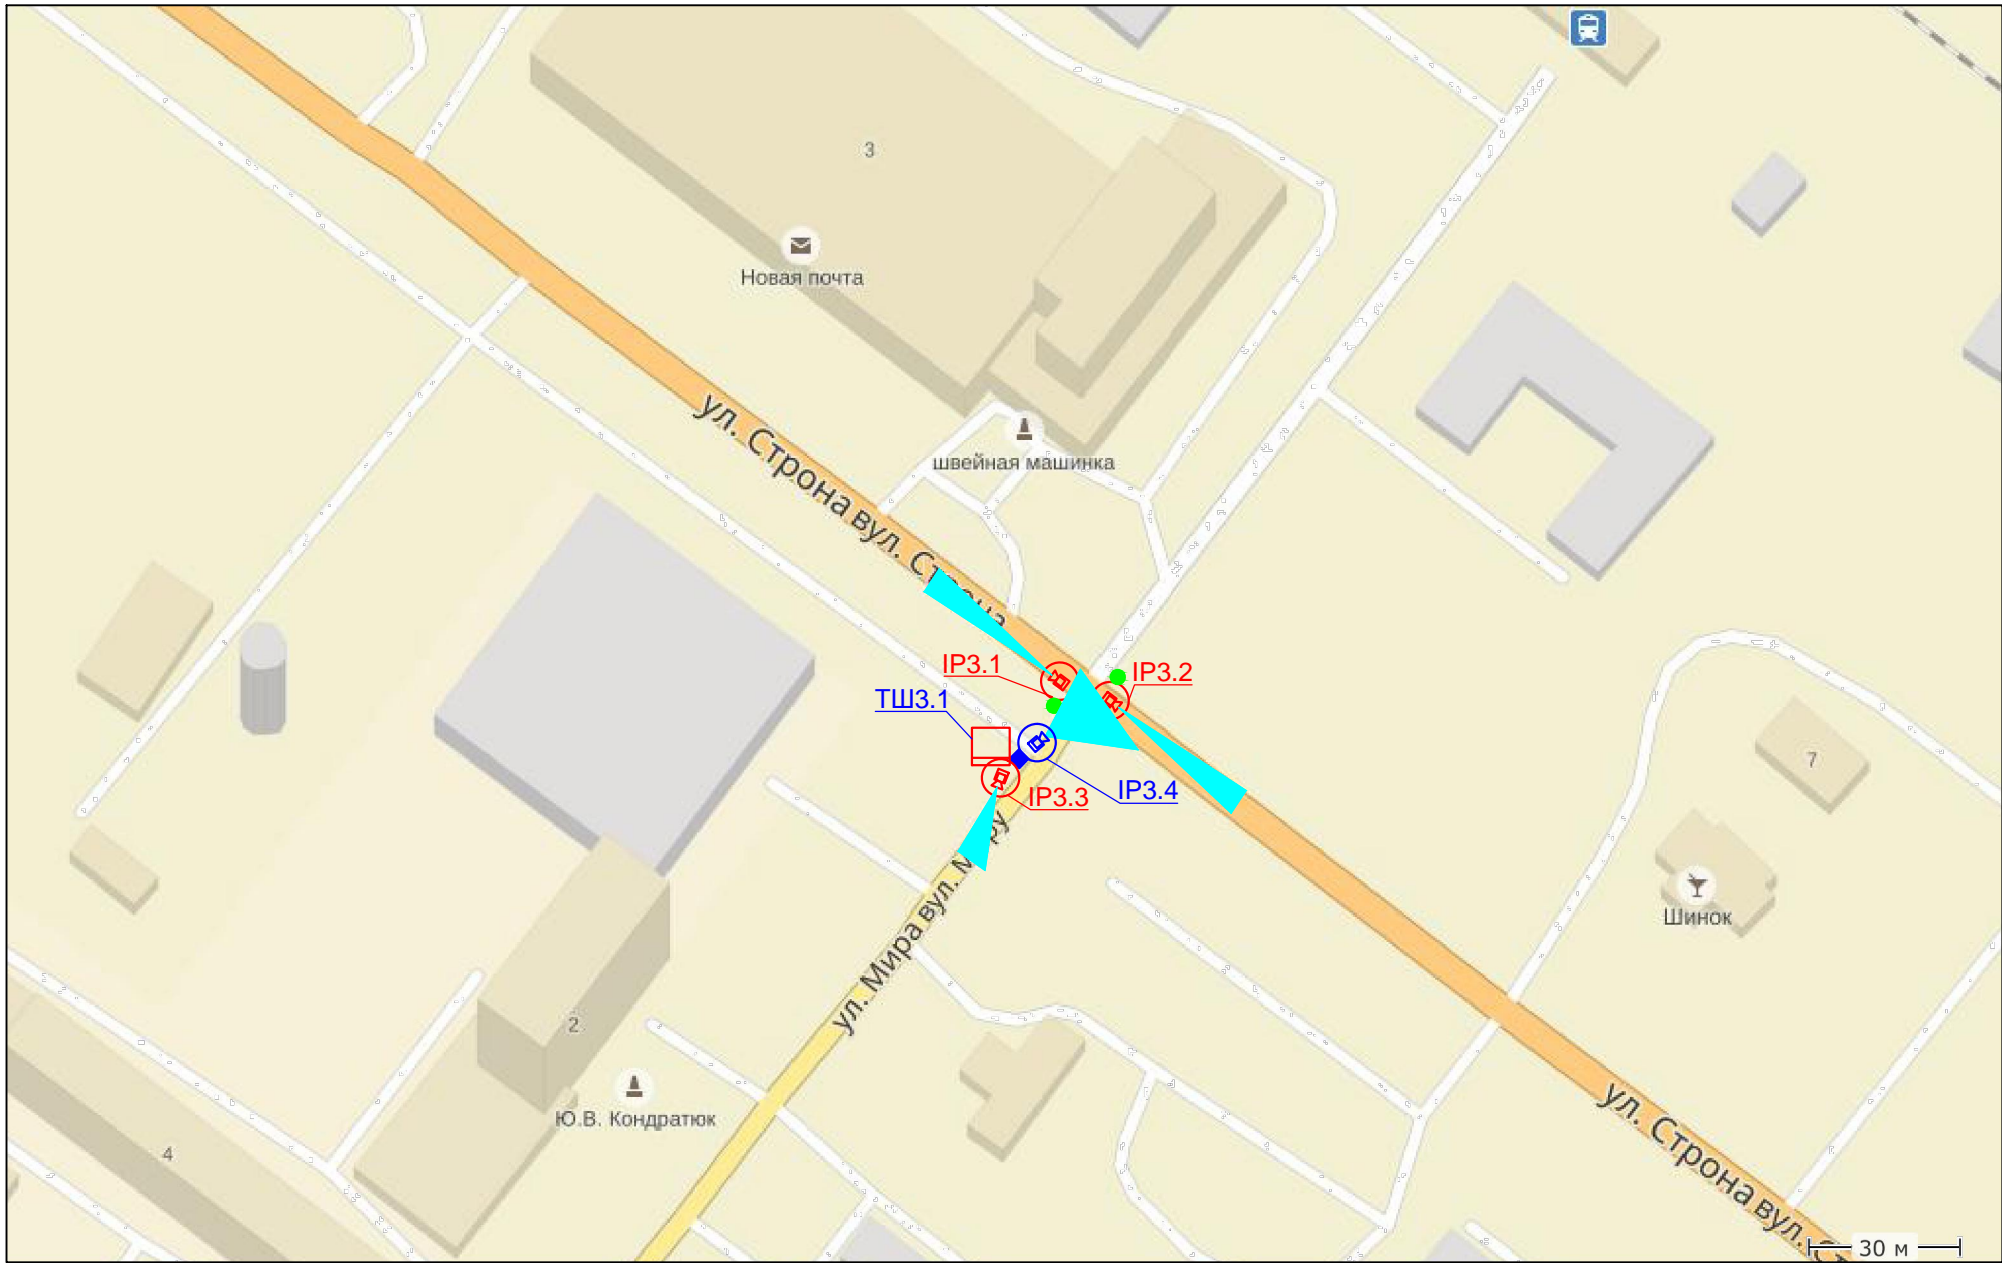 3
Новая почта
ул. Строна вул. Строна
швейная машинка
IP3.1
IP3.2
ТШ3.1
IP3.3
IP3.4
7
Шинок
ул. Мира вул. Миру
2
Ю.В. Кондратюк
4
ул. Строна вул. Ст
30 м